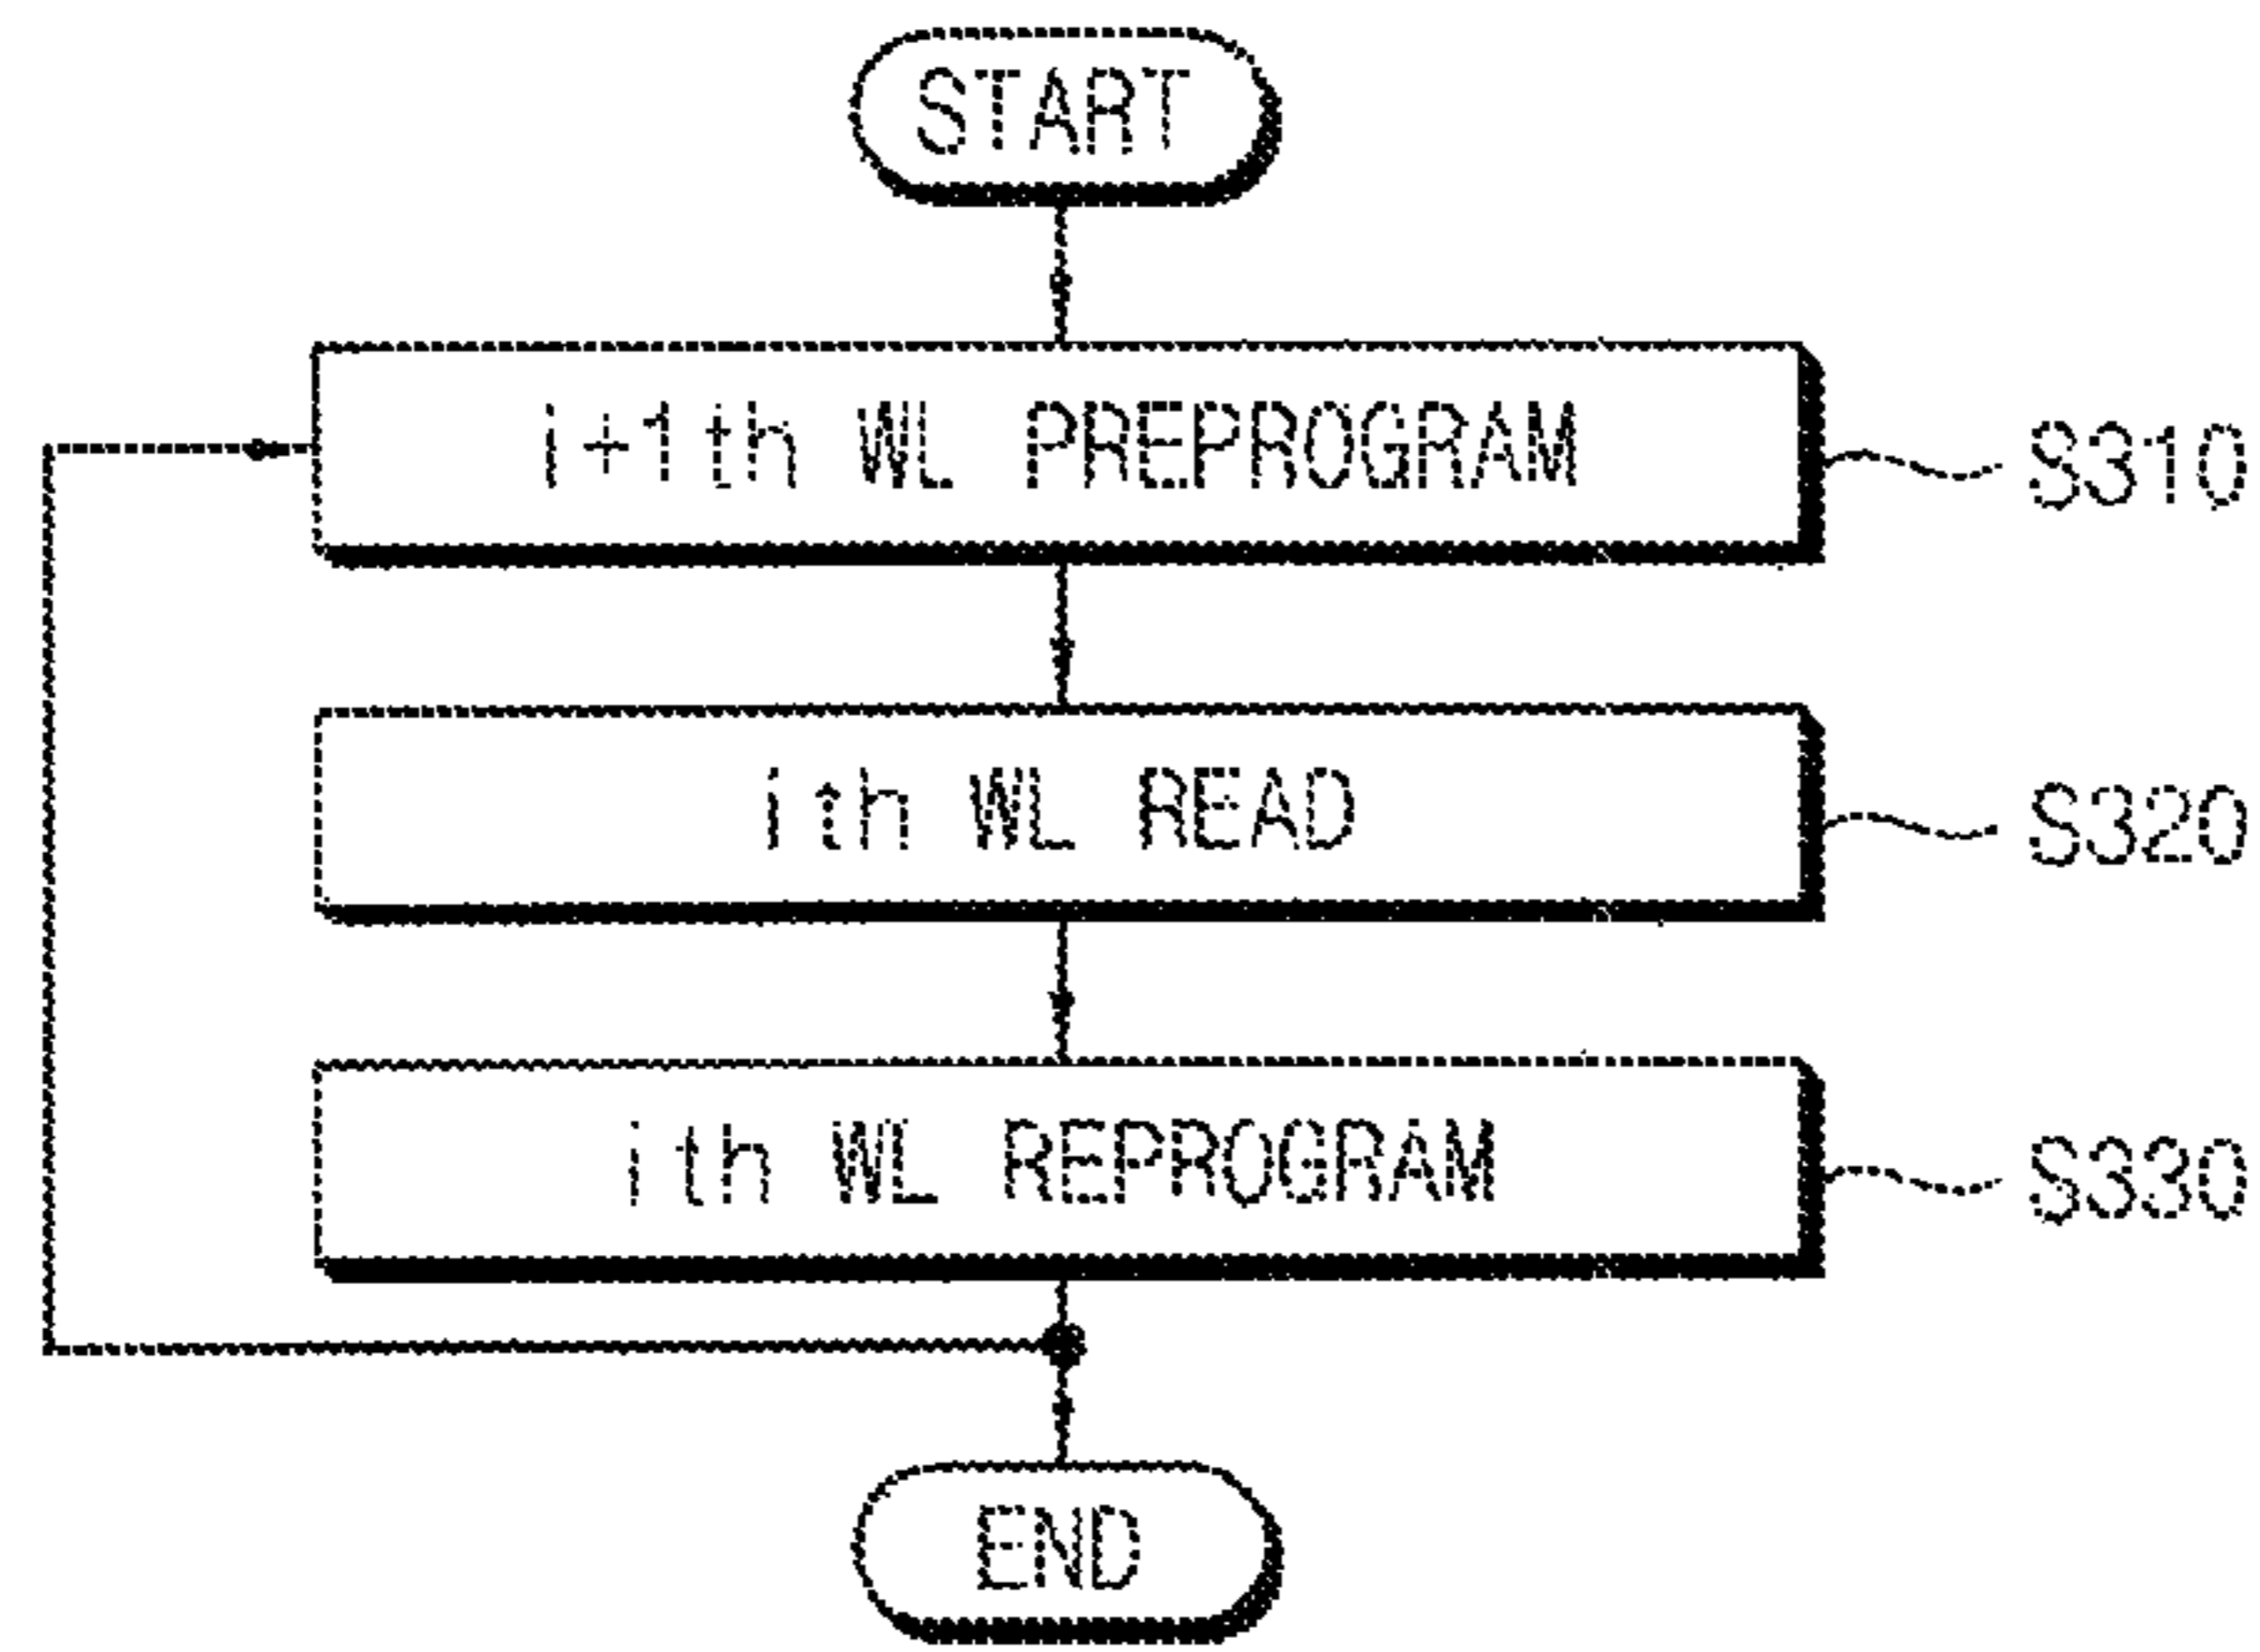 START
i+1th WL PREPROGRAM
S310
ith WL READ
S320
ith WL REPROGRAM
S330
END